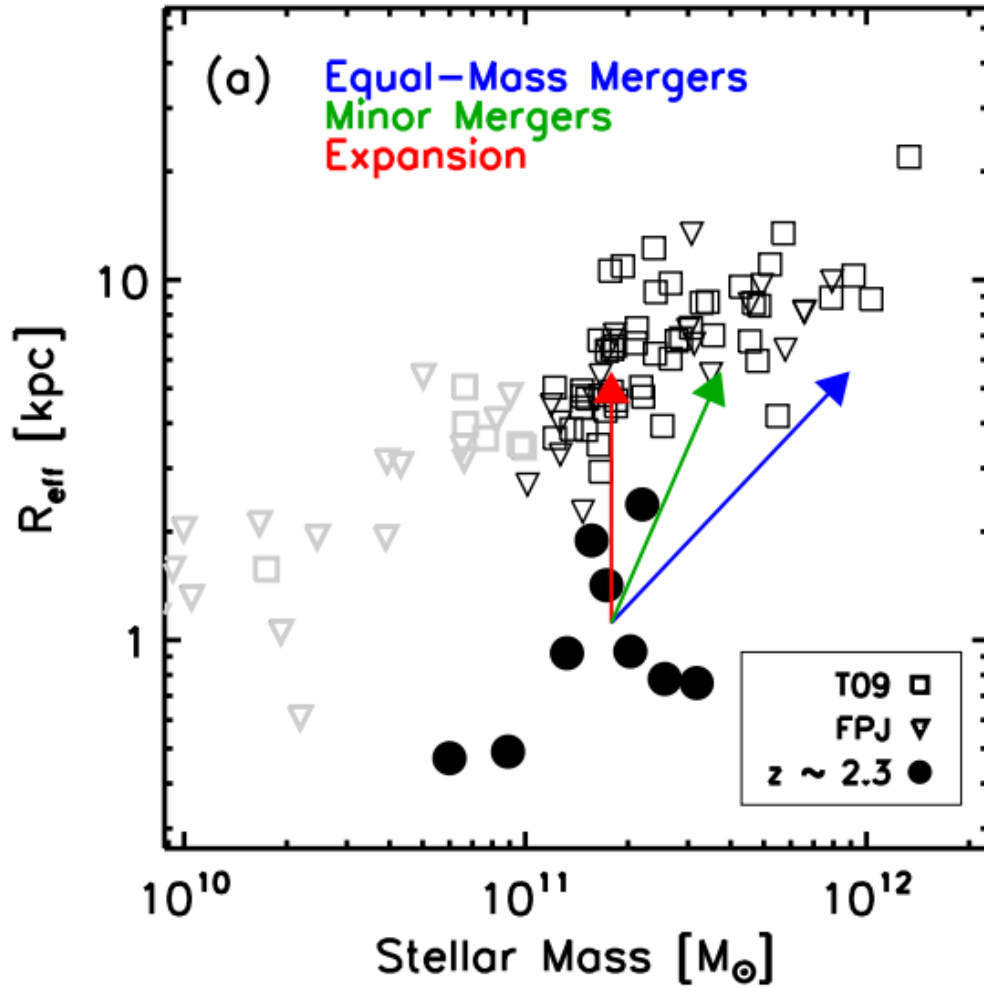 (a)
Equal-Mass Mergers
Minor Mergers
Expansion
10
1
R_eff [kpc]
T09
FPJ
z ~ 2.3
10^10
10^11
10^12
Stellar Mass [M_⊙]